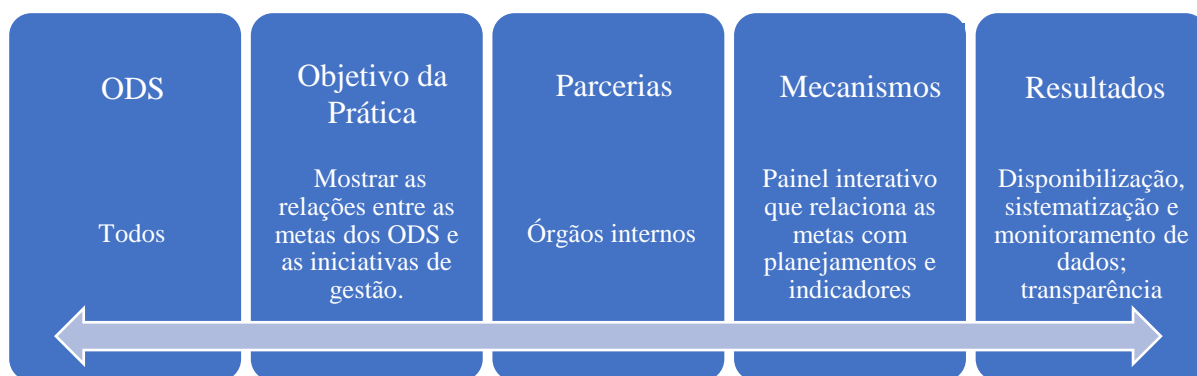 ODS
Todos
Objetivo da
Prática
Mostrar as
relações entre as
metas dos ODS e
as iniciativas de
gestão.
Parcerias
Órgãos internos
Mecanismos
Painel interativo
que relaciona as
metas com
planejamentos e
indicadores
Resultados
Disponibilização,
sistematização e
monitoramento de
dados;
transparência